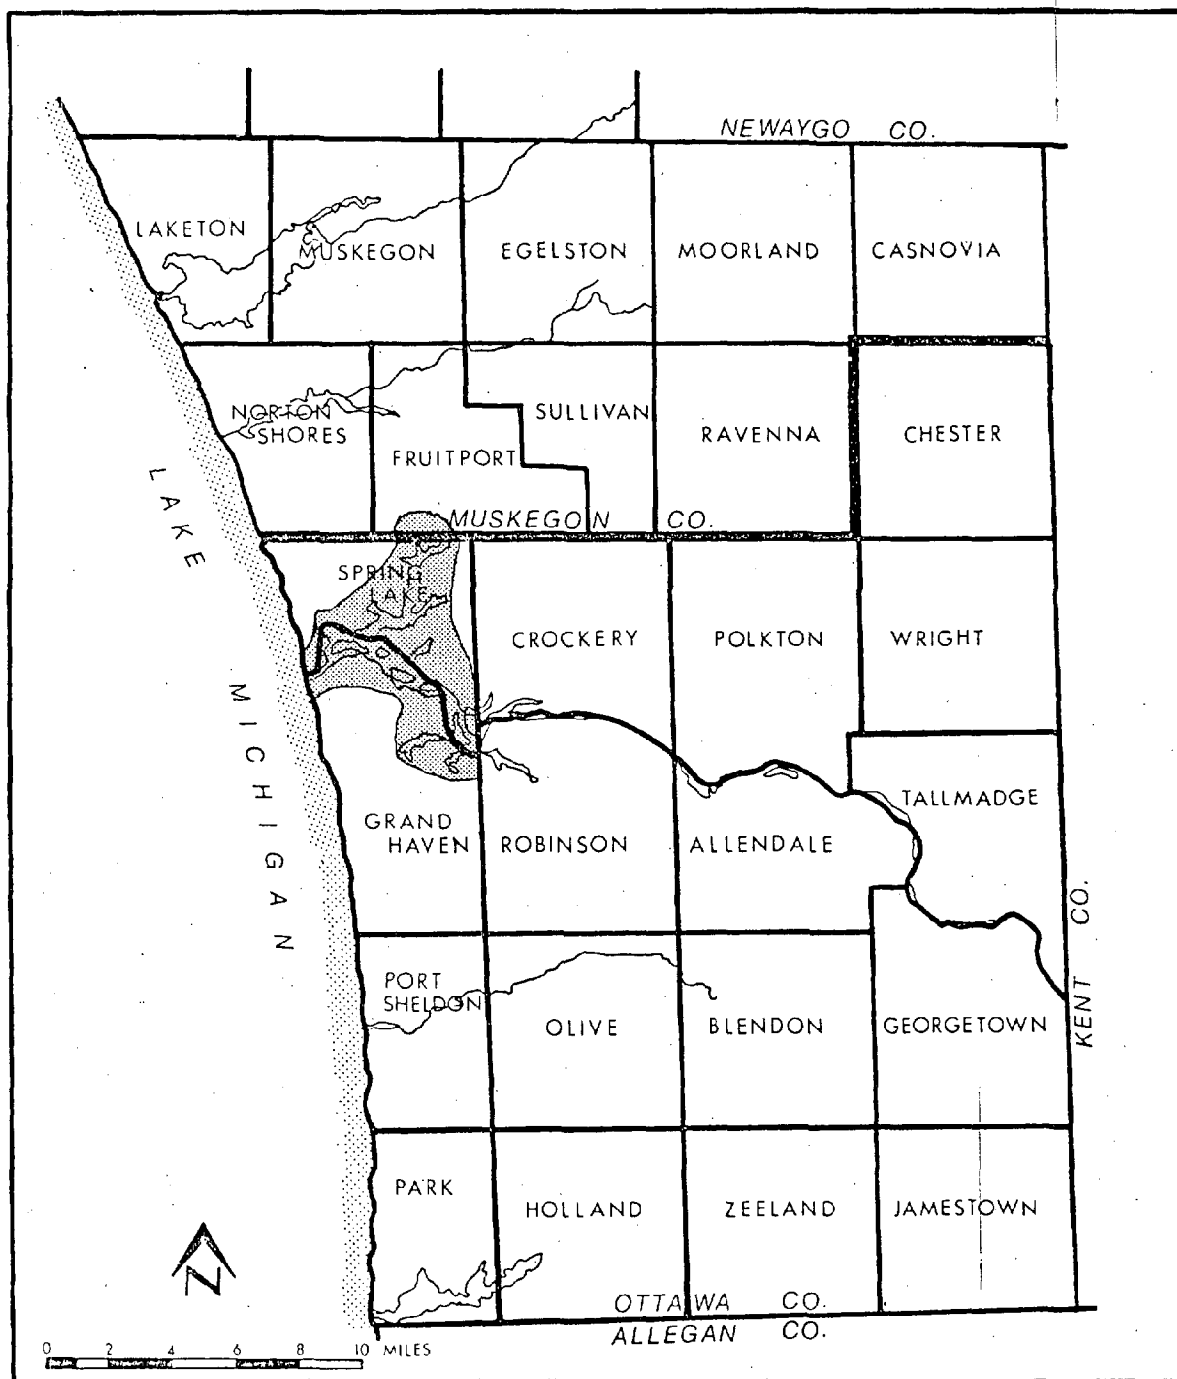 NEWAYGO CO.
LAKETON
MUSKEGON
EGELSTON
MOORLAND
CASNOVIA
NORTON
SHORES
FRUITPORT
SULLIVAN
RAVENNA
CHESTER
MUSKEGON CO.
LAKE MICHIGAN
SPRING
LAKE
CROCKERY
POLKTON
WRIGHT
TALLMADGE
GRAND
HAVEN
ROBINSON
ALLENDALE
KENT CO.
PORT
SHELDON
OLIVE
BLENDON
GEORGETOWN
PARK
HOLLAND
ZEELAND
JAMESTOWN
N
OTTAWA CO.
ALLEGAN CO.
0 2 4 6 8 10 MILES